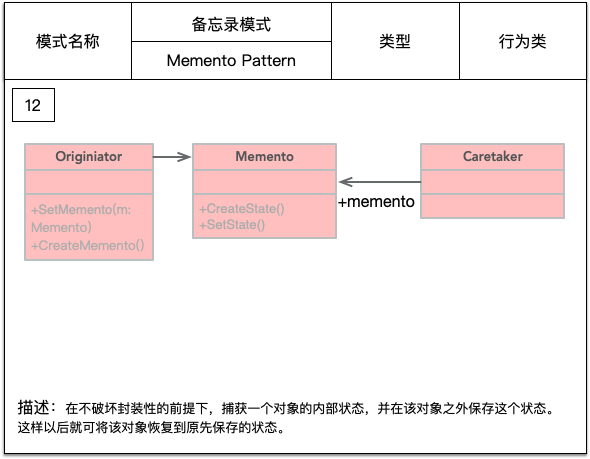 模式名称
备忘录模式
Memento Pattern
类型
行为类
12
Originiator
Memento
Caretaker
+SetMemento(m:
Memento)
+CreateMemento()
+CreateState()
+SetState()
+memento
描述：在不破坏封装性的前提下，捕获一个对象的内部状态，并在该对象之外保存这个状态。
这样以后就可将该对象恢复到原先保存的状态。